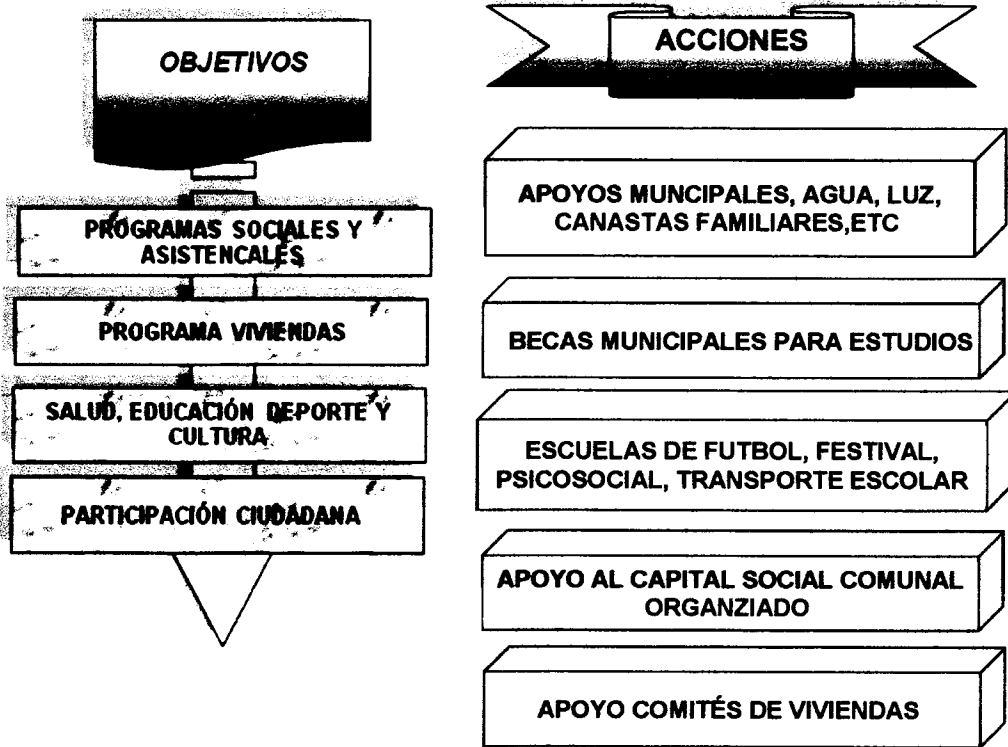 OBJETIVOS
PROGRAMAS SOCIALES Y
ASISTENCALES
PROGRAMA VIVIENDAS
SALUD, EDUCACIÓN DEPORTE Y
CULTURA
PARTICIPACIÓN CIUDADANA
ACCIONES
APOYOS MUNCIPALES, AGUA, LUZ,
CANASTAS FAMILIARES,ETC
BECAS MUNICIPALES PARA ESTUDIOS
ESCUELAS DE FUTBOL, FESTIVAL,
PSICOSOCIAL, TRANSPORTE ESCOLAR
APOYO AL CAPITAL SOCIAL COMUNAL
ORGANZIADO
APOYO COMITÉS DE VIVIENDAS